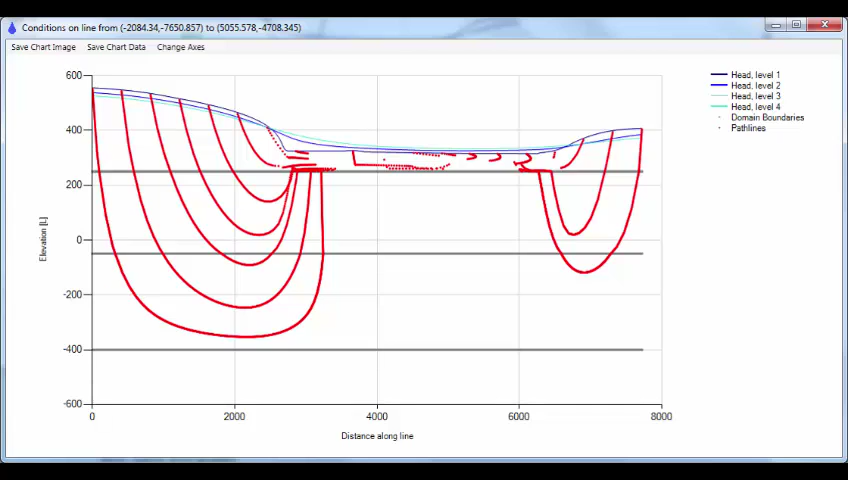 Conditions on line from (-2084.34,-7650.857) to (5055.578,-4708.345)
Save Chart Image Save Chart Data Change Axes
600
400
200
0
-200
-400
-600
Elevation [L]
0 2000 4000 6000 8000
Distance along line
Head, level 1
Head, level 2
Head, level 3
Head, level 4
Domain Boundaries
Pathlines